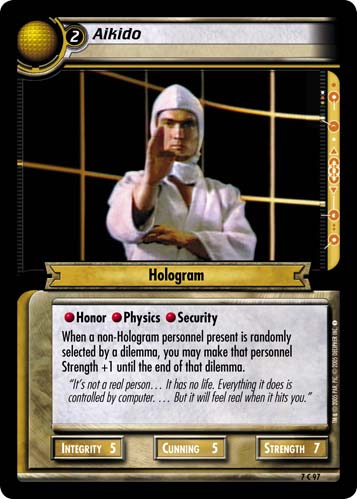 2 Aikido
Hologram
Honor Physics Security
When a non-Hologram personnel present is randomly
selected by a dilemma, you may make that personnel
Strength +1 until the end of that dilemma.
"It's not a real person… It has no life. Everything it does is
controlled by computer. … But it will feel real when it hits you."
INTEGRITY 5 CUNNING 5 STRENGTH 7
7 C 97